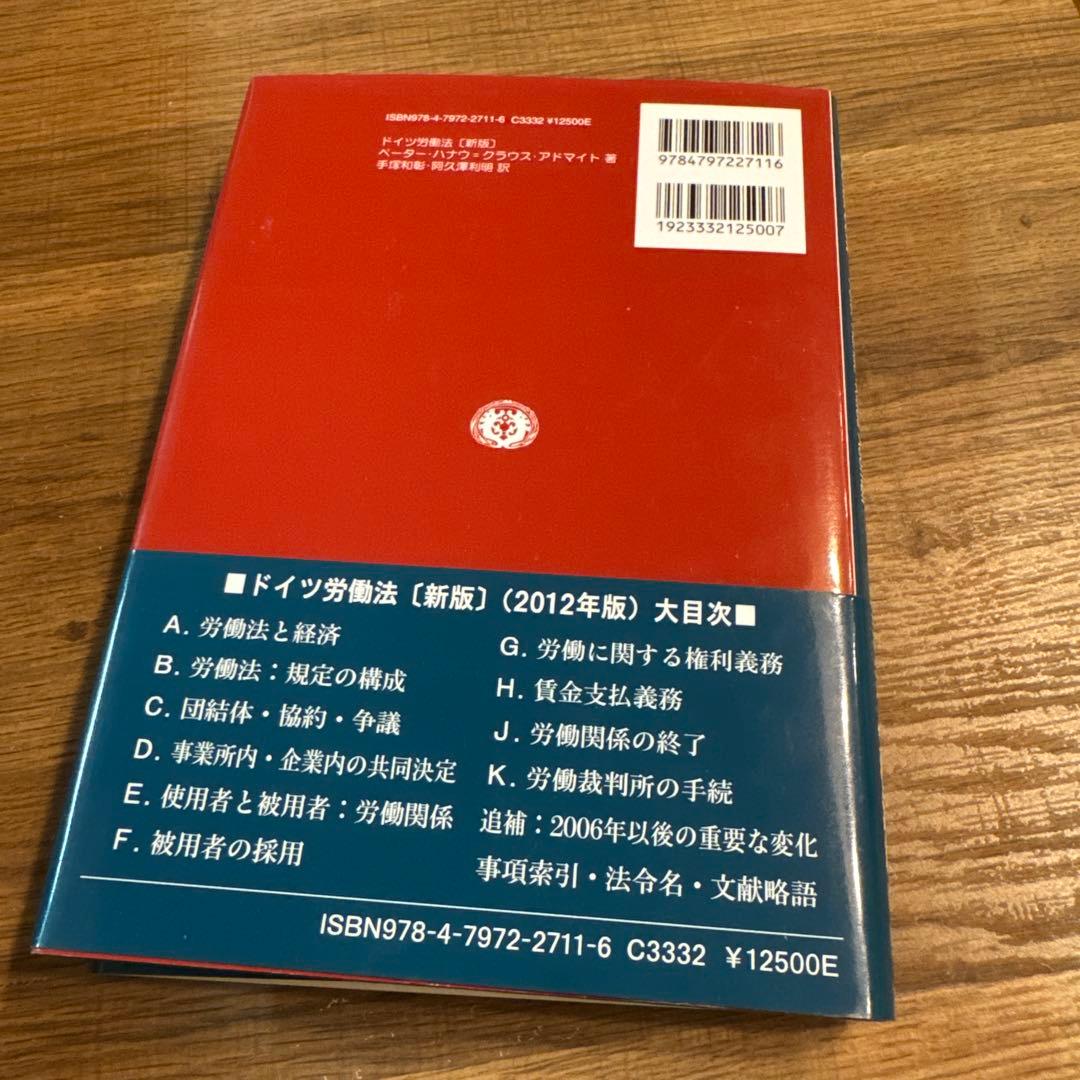 ISBN978-4-7972-2711-6 C3332 ¥12500E
ドイツ労働法〔新版〕
ペーター・ハナウ=クラウス・アドマイト 著
手塚和彰・阿久澤利明 訳
9784797227116
1923332125007
■ドイツ労働法〔新版〕（2012年版）大目次■
A. 労働法と経済
B. 労働法：規定の構成
C. 団結体・協約・争議
D. 事業所内・企業内の共同決定
E. 使用者と被用者：労働関係
F. 被用者の採用
G. 労働に関する権利義務
H. 賃金支払義務
J. 労働関係の終了
K. 労働裁判所の手続
追補：2006年以後の重要な変化
事項索引・法令名・文献略語
ISBN978-4-7972-2711-6 C3332 ¥12500E